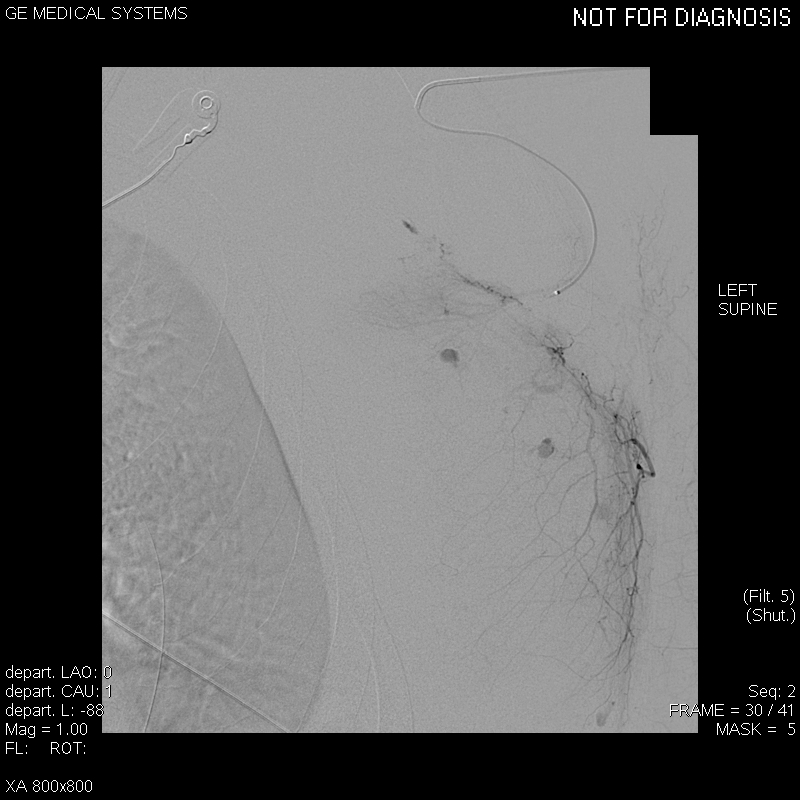 GE MEDICAL SYSTEMS
NOT FOR DIAGNOSIS
LEFT
SUPINE
(Filt. 5)
(Shut.)
depart. LAO: 0
depart. CAU: 1
depart. L: -88
Mag = 1.00
FL: ROT:
Seq: 2
FRAME = 30 / 41
MASK = 5
XA 800x800